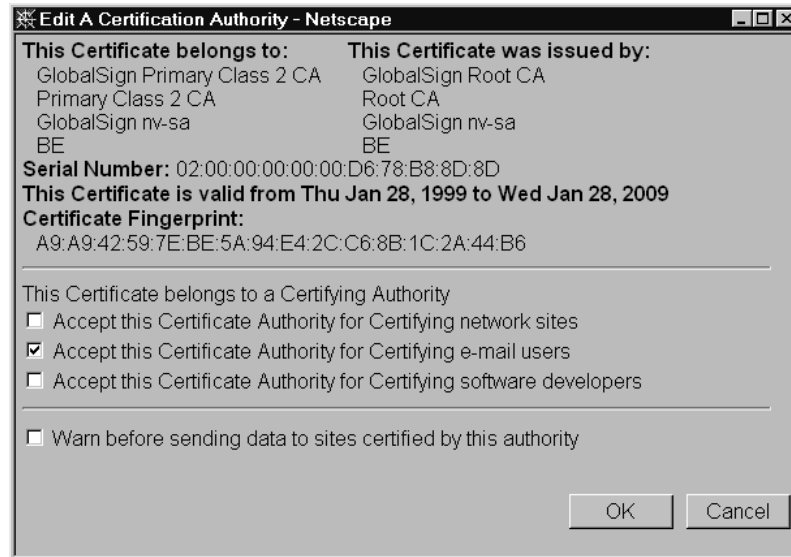 Edit A Certification Authority - Netscape
This Certificate belongs to: This Certificate was issued by:
GlobalSign Primary Class 2 CA GlobalSign Root CA
Primary Class 2 CA Root CA
GlobalSign nv-sa GlobalSign nv-sa
BE BE
Serial Number: 02:00:00:00:00:00:D6:78:B8:8D:8D
This Certificate is valid from Thu Jan 28, 1999 to Wed Jan 28, 2009
Certificate Fingerprint:
A9:A9:42:59:7E:BE:5A:94:E4:2C:C6:8B:1C:2A:44:B6
This Certificate belongs to a Certifying Authority
Accept this Certificate Authority for Certifying network sites
Accept this Certificate Authority for Certifying e-mail users
Accept this Certificate Authority for Certifying software developers
Warn before sending data to sites certified by this authority
OK Cancel